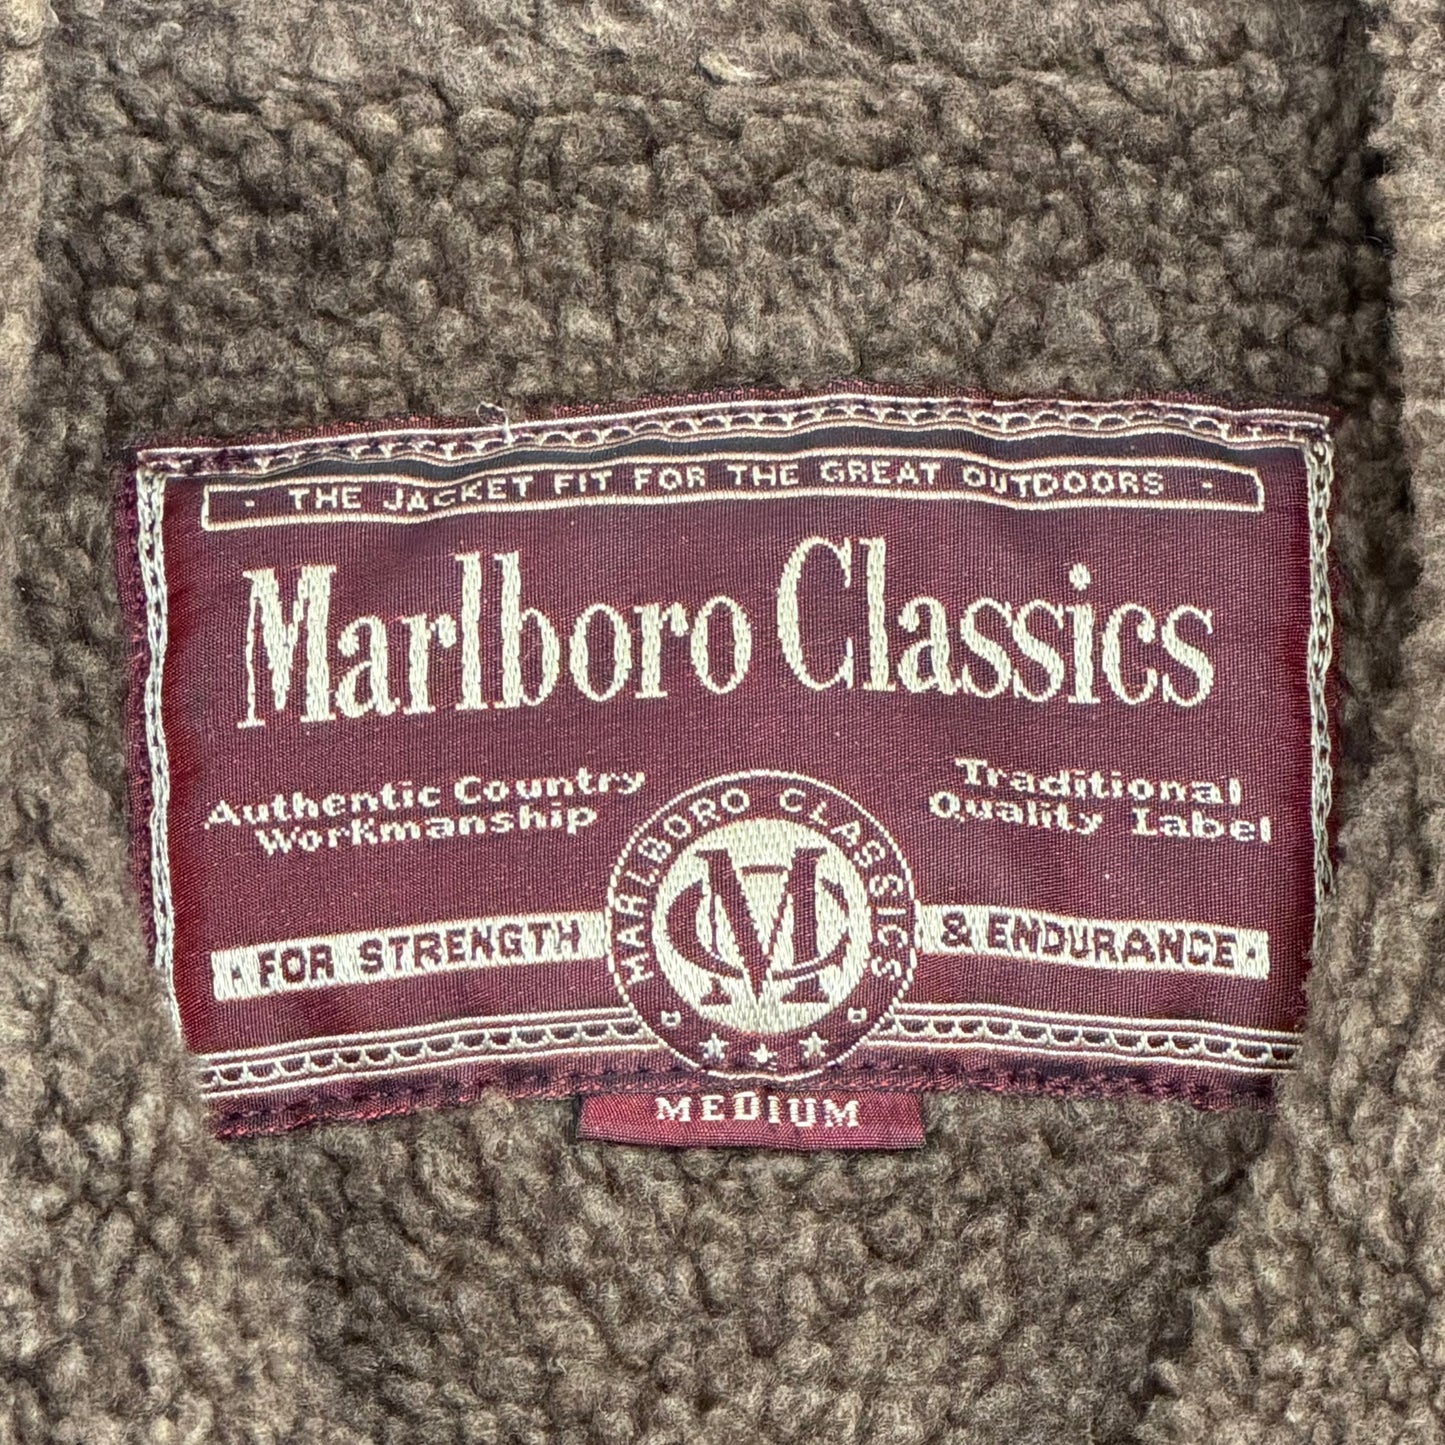 · THE JACKET FIT FOR THE GREAT OUTDOORS ·
Marlboro Classics
Authentic Country
Workmanship
Traditional
Quality Label
MARLBORO CLASSICS
MC
· FOR STRENGTH
& ENDURANCE ·
MEDIUM